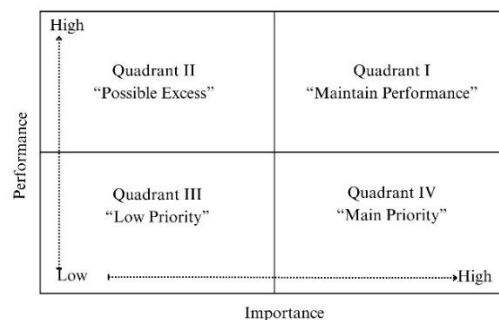 High
Quadrant II
“Possible Excess”
Quadrant I
“Maintain Performance”
Performance
Quadrant III
“Low Priority”
Quadrant IV
“Main Priority”
Low
High
Importance